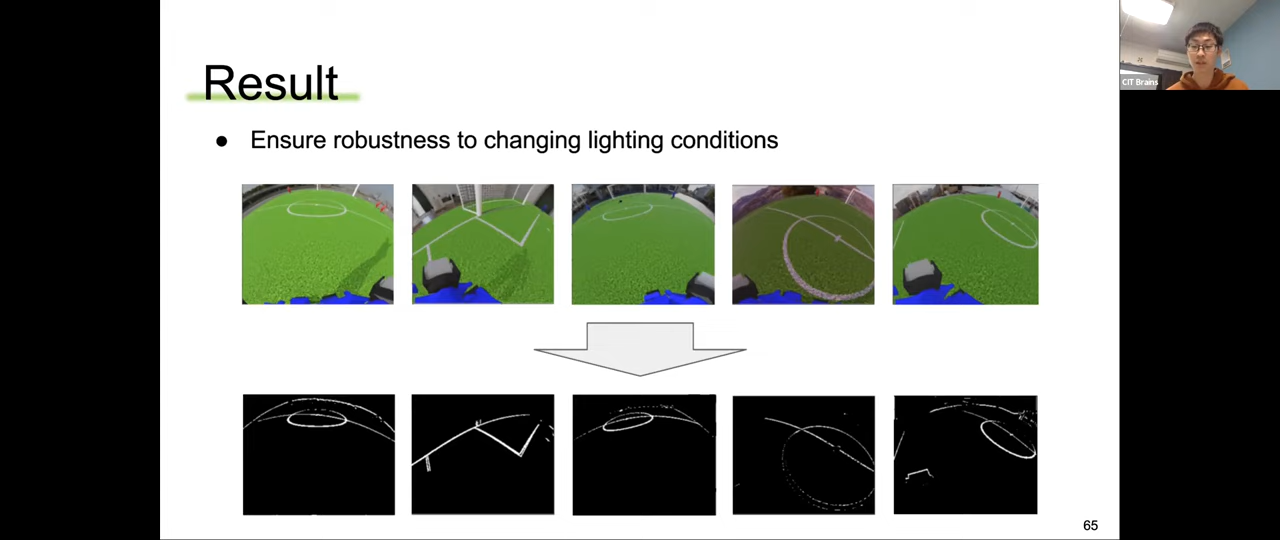 Result
● Ensure robustness to changing lighting conditions
CIT Brains
65